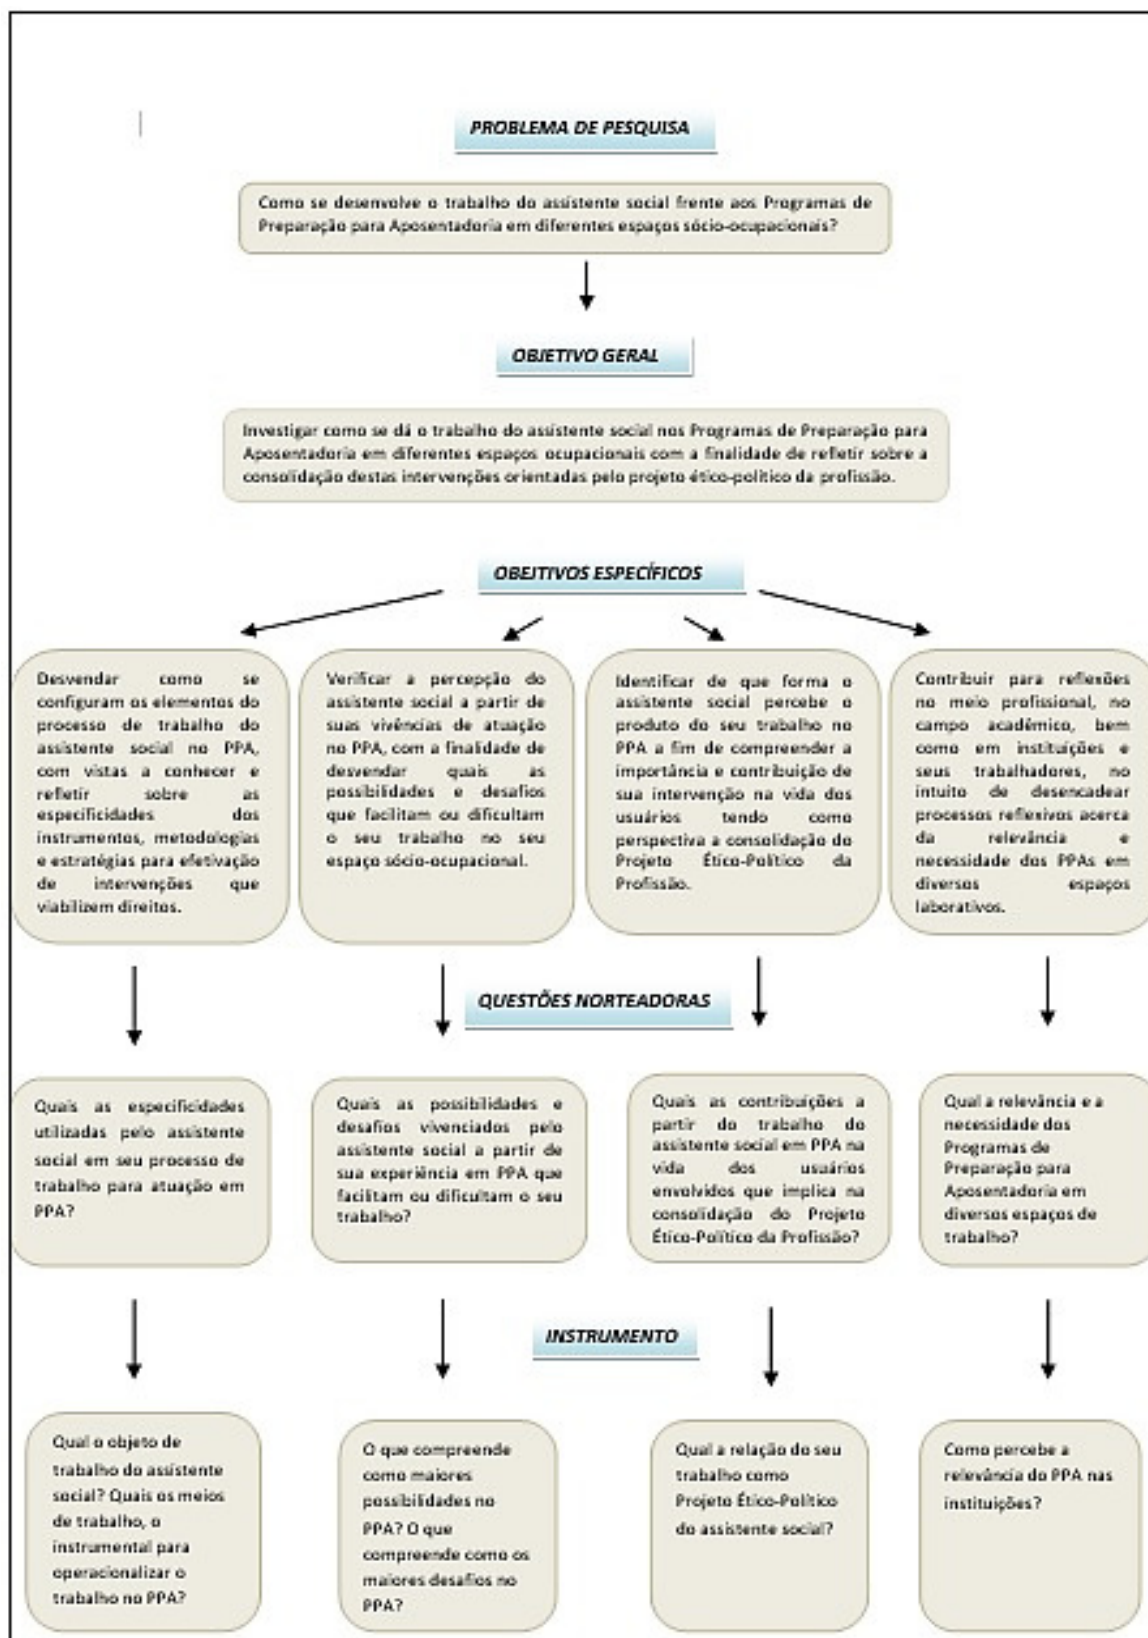 PROBLEMA DE PESQUISA
Como se desenvolve o trabalho do assistente social frente aos Programas de
Preparação para Aposentadoria em diferentes espaços sócio-ocupacionais?
OBJETIVO GERAL
Investigar como se dá o trabalho do assistente social nos Programas de Preparação para
Aposentadoria em diferentes espaços ocupacionais com a finalidade de refletir sobre a
consolidação destas intervenções orientadas pelo projeto ético-político da profissão.
OBEJTIVOS ESPECÍFICOS
Desvendar como se
configuram os elementos do
processo de trabalho do
assistente social no PPA,
com vistas a conhecer e
refletir sobre as
especificidades dos
instrumentos, metodologias
e estratégias para efetivação
de intervenções que
viabilizem direitos.
Verificar a percepção do
assistente social a partir de
suas vivências de atuação
no PPA, com a finalidade de
desvendar quais as
possibilidades e desafios
que facilitam ou dificultam
o seu trabalho no seu
espaço sócio-ocupacional.
Identificar de que forma o
assistente social percebe o
produto do seu trabalho no
PPA a fim de compreender a
importância e contribuição de
sua intervenção na vida dos
usuários tendo como
perspectiva a consolidação do
Projeto Ético-Político da
Profissão.
Contribuir para reflexões
no meio profissional, no
campo acadêmico, bem
como em instituições e
seus trabalhadores, no
intuito de desencadear
processos reflexivos acerca
da relevância e
necessidade dos PPAs em
diversos espaços
laborativos.
QUESTÕES NORTEADORAS
Quais as especificidades
utilizadas pelo assistente
social em seu processo de
trabalho para atuação em
PPA?
Quais as possibilidades e
desafios vivenciados pelo
assistente social a partir de
sua experiência em PPA que
facilitam ou dificultam o seu
trabalho?
Quais as contribuições a
partir do trabalho do
assistente social em PPA na
vida dos usuários
envolvidos que implica na
consolidação do Projeto
Ético-Político da Profissão?
Qual a relevância e a
necessidade dos
Programas de
Preparação para
Aposentadoria em
diversos espaços de
trabalho?
INSTRUMENTO
Qual o objeto de
trabalho do assistente
social? Quais os meios
de trabalho, o
instrumental para
operacionalizar o
trabalho no PPA?
O que compreende
como maiores
possibilidades no
PPA? O que
compreende como os
maiores desafios no
PPA?
Qual a relação do seu
trabalho como
Projeto Ético-Político
do assistente social?
Como percebe a
relevância do PPA nas
instituições?